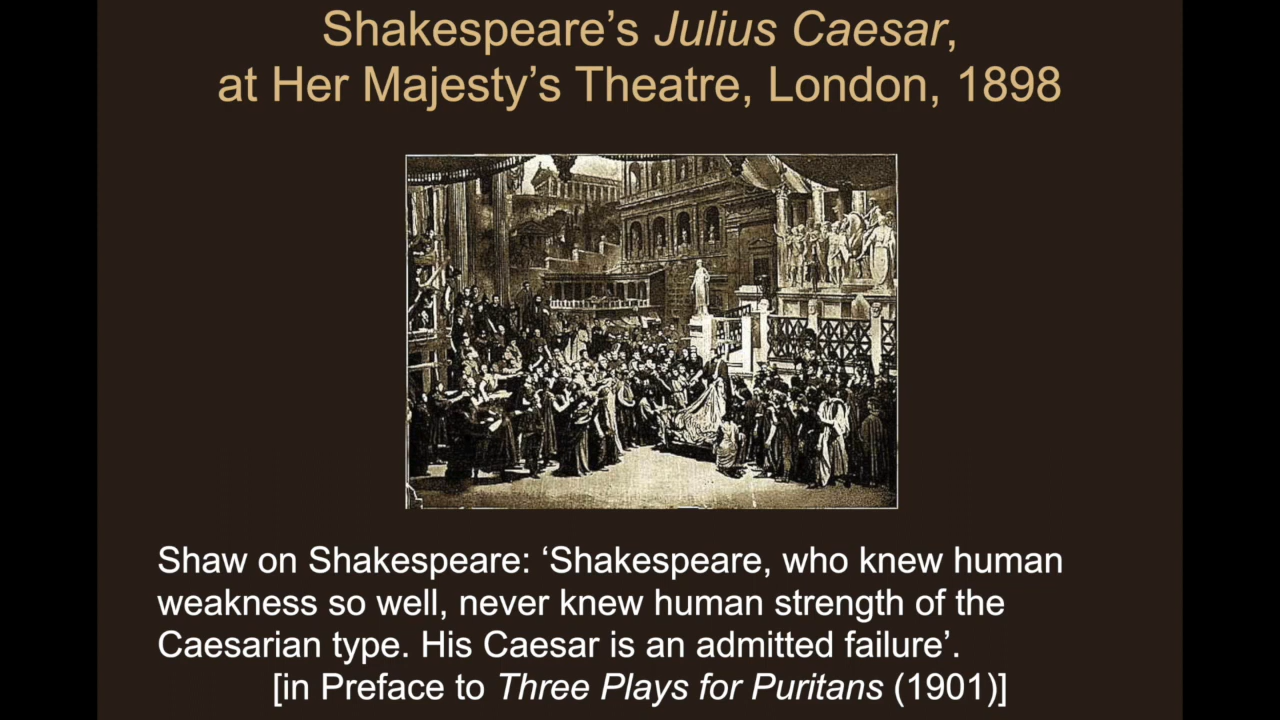 Shakespeare’s Julius Caesar,
at Her Majesty’s Theatre, London, 1898
Shaw on Shakespeare: ‘Shakespeare, who knew human
weakness so well, never knew human strength of the
Caesarian type. His Caesar is an admitted failure’.
[in Preface to Three Plays for Puritans (1901)]